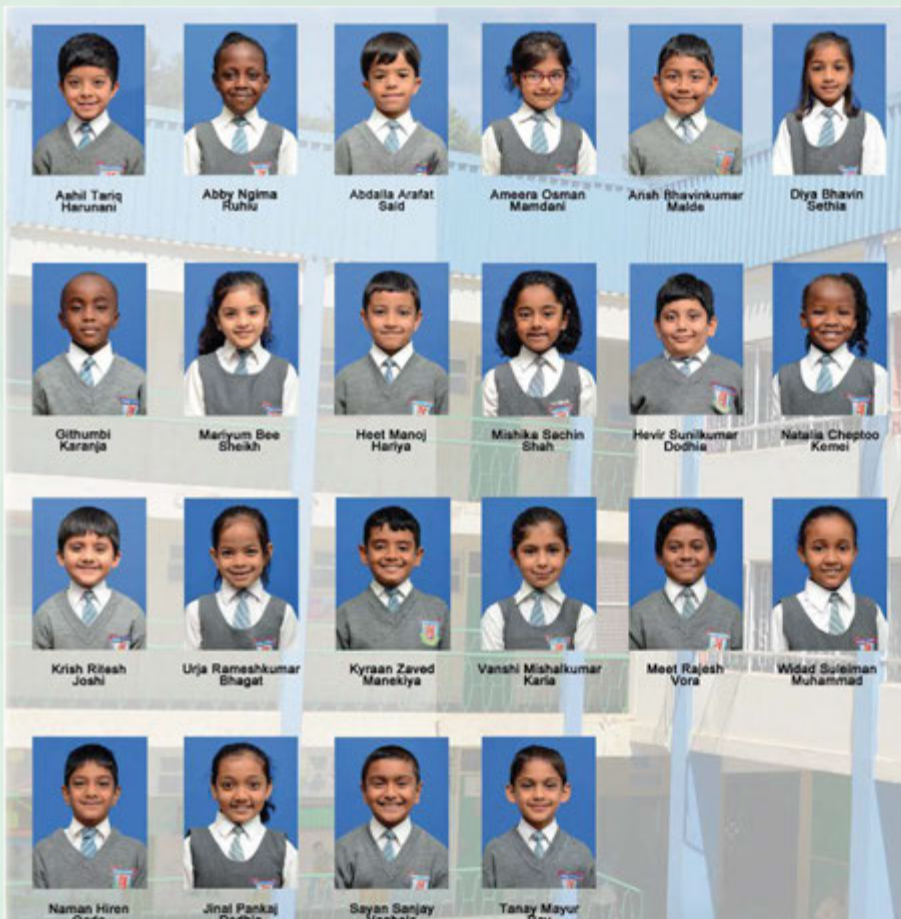 Aahil Tariq
Harunani
Abby Ngima
Ruhiu
Abdalla Arafat
Said
Ameera Osman
Mamdani
Ansh Bhavinkumar
Malde
Diya Bhavin
Sethia
Githumbi
Karanja
Mariyum Bee
Sheikh
Heet Manoj
Hariya
Mishika Sachin
Shah
Hevir Sunilkumar
Dodhia
Natalia Cheptoo
Kemei
Krish Ritesh
Joshi
Urja Rameshkumar
Bhagat
Kyraan Zaved
Manekiya
Vanshi Mishalkumar
Karia
Meet Rajesh
Vora
Widad Suleiman
Muhammad
Naman Hiren
Jinal Pankaj
Sayan Sanjay
Tanay Mayur